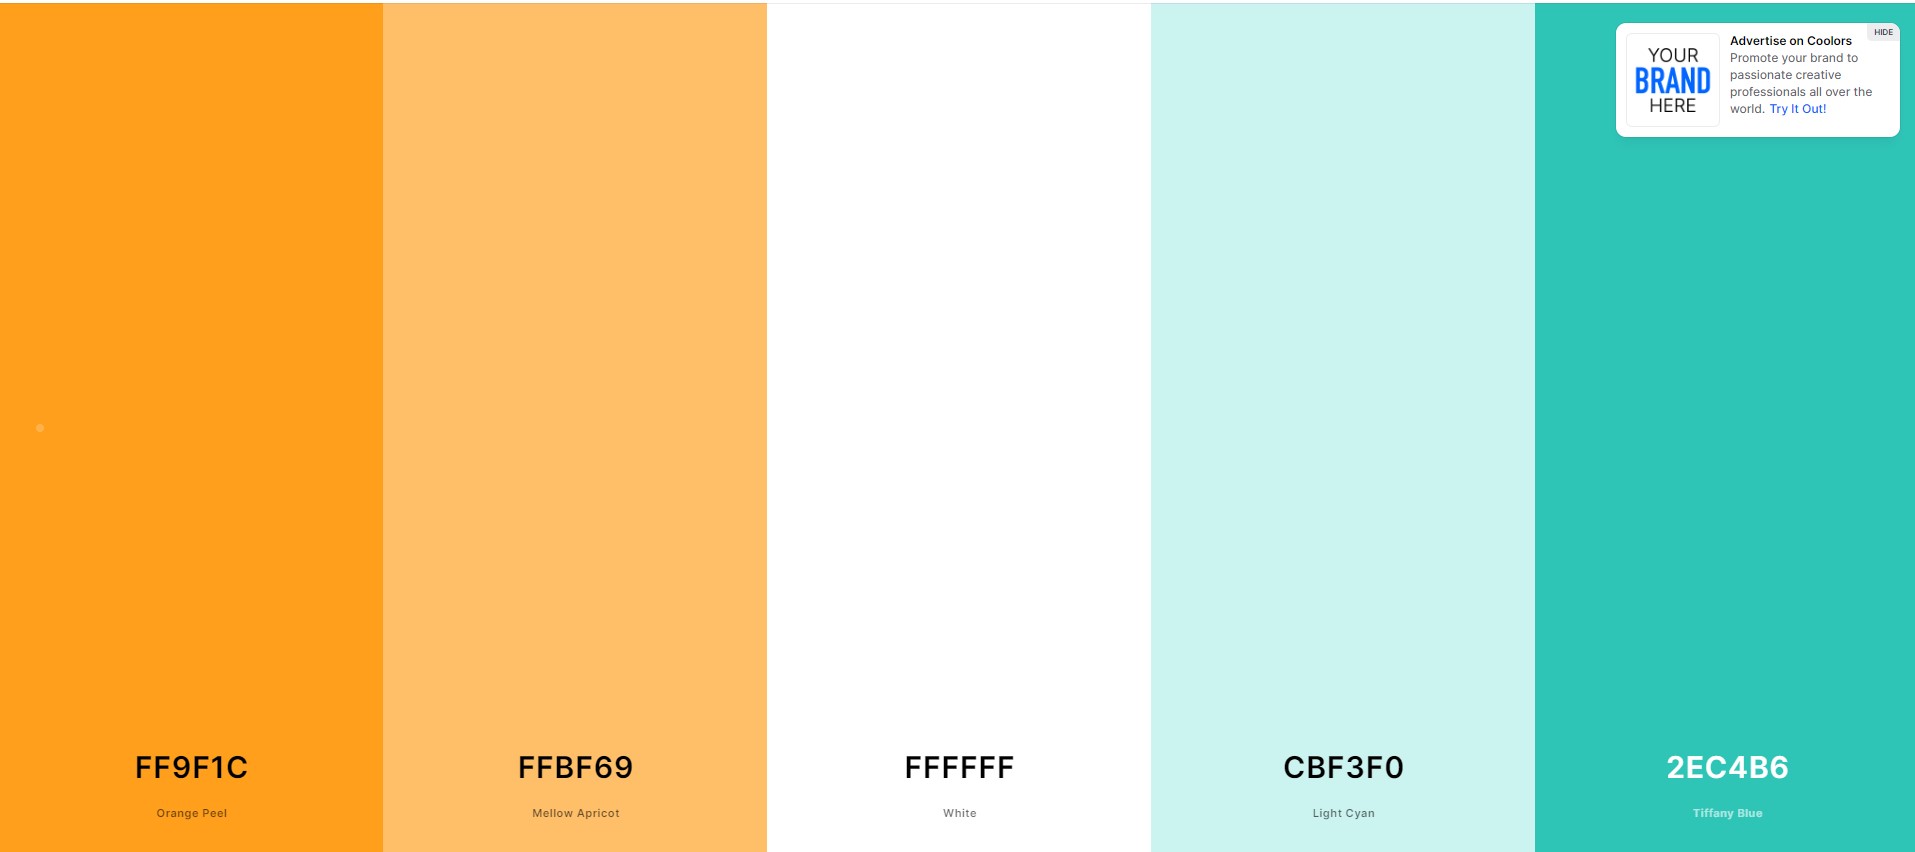 HIDE
YOUR
BRAND
HERE
Advertise on Coolors
Promote your brand to
passionate creative
professionals all over the
world. Try It Out!
FF9F1C
Orange Peel
FFBF69
Mellow Apricot
FFFFFF
White
CBF3F0
Light Cyan
2EC4B6
Tiffany Blue